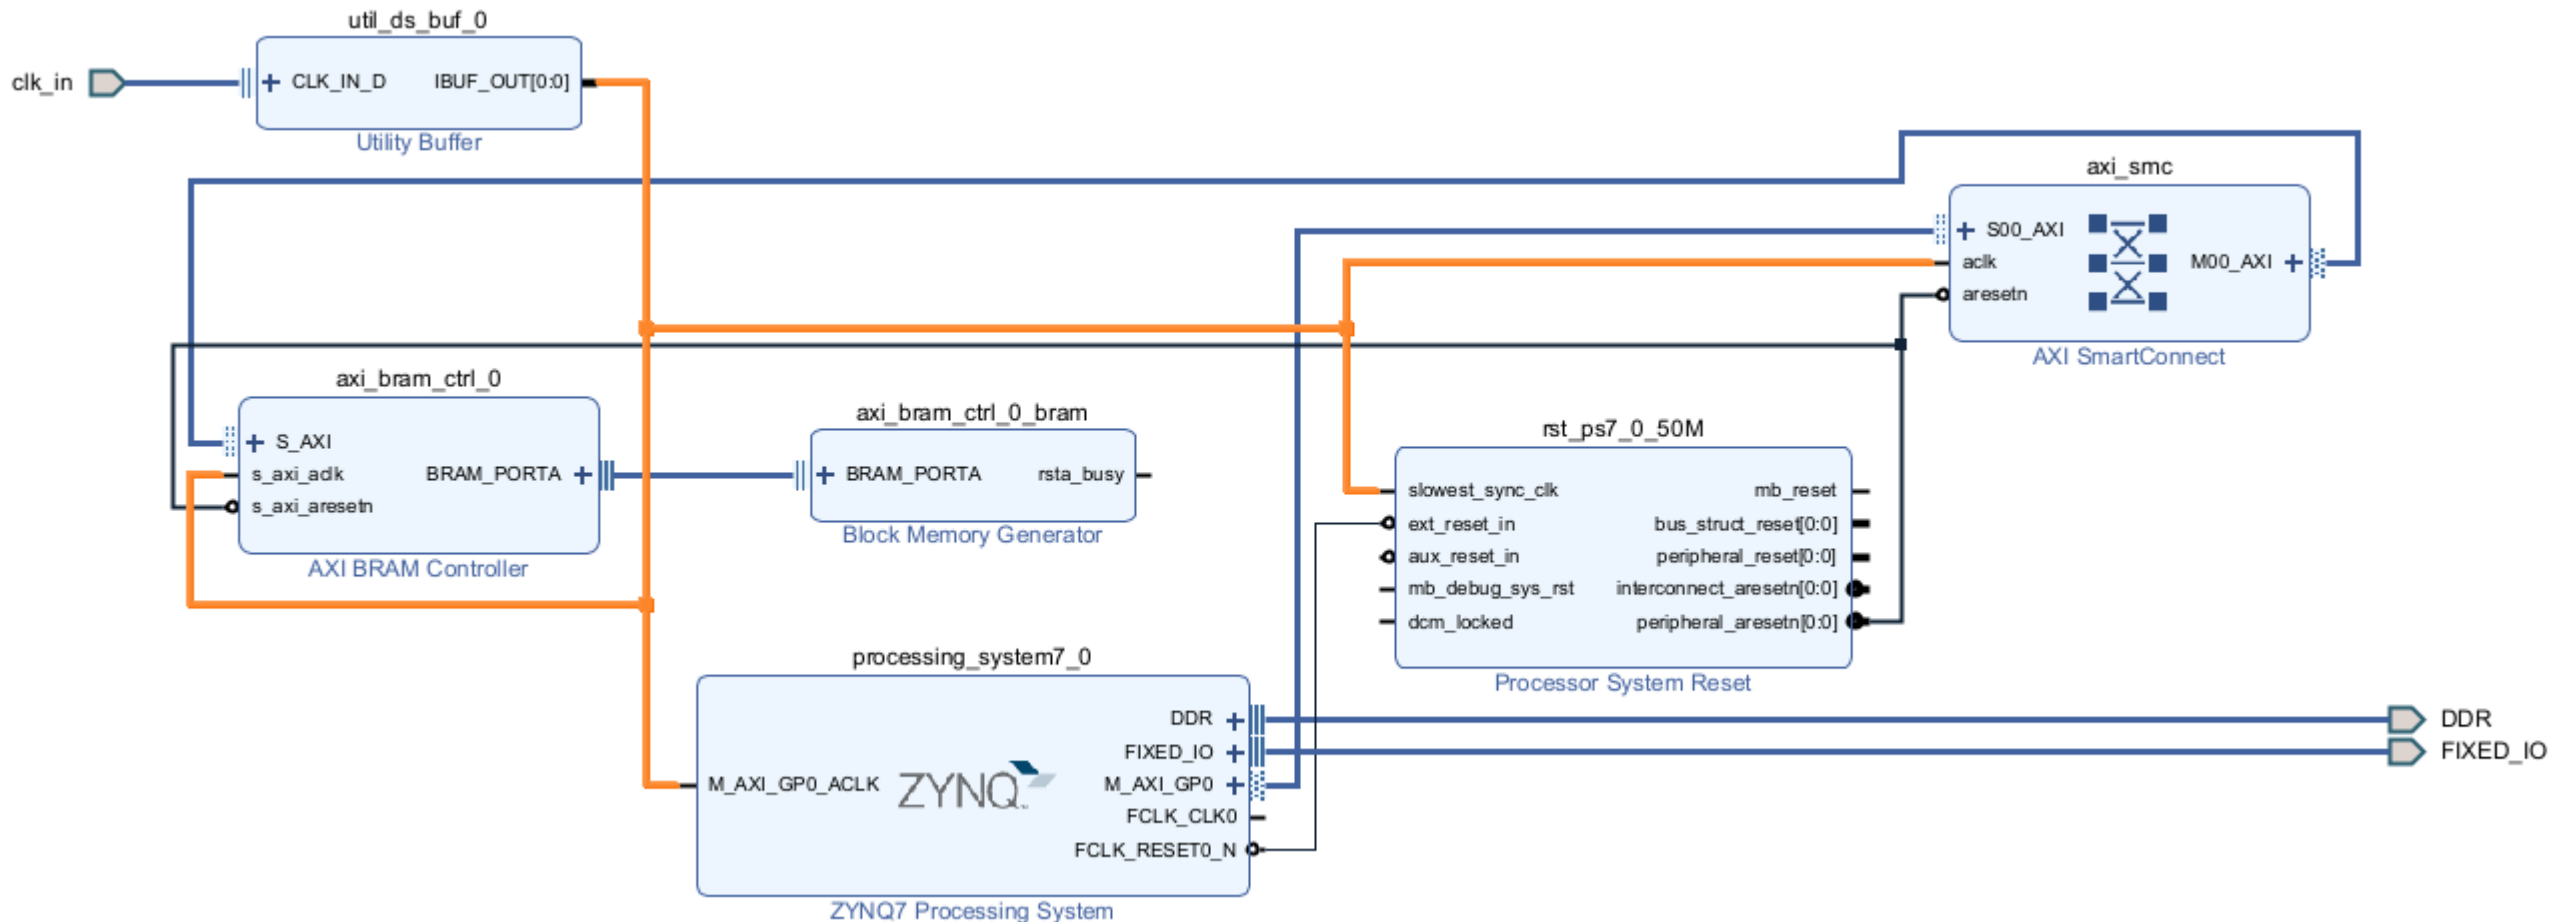 util_ds_buf_0
clk_in
CLK_IN_D IBUF_OUT[0:0]
Utility Buffer
axi_smc
S00_AXI
aclk M00_AXI
aresetn
AXI SmartConnect
axi_bram_ctrl_0
S_AXI
s_axi_aclk BRAM_PORTA
s_axi_aresetn
AXI BRAM Controller
axi_bram_ctrl_0_bram
BRAM_PORTA rsta_busy
Block Memory Generator
rst_ps7_0_50M
slowest_sync_clk mb_reset
ext_reset_in bus_struct_reset[0:0]
aux_reset_in peripheral_reset[0:0]
mb_debug_sys_rst interconnect_aresetn[0:0]
dcm_locked peripheral_aresetn[0:0]
Processor System Reset
processing_system7_0
DDR
FIXED_IO
M_AXI_GP0_ACLK ZYNQ M_AXI_GP0
FCLK_CLK0
FCLK_RESET0_N
ZYNQ7 Processing System
DDR
FIXED_IO